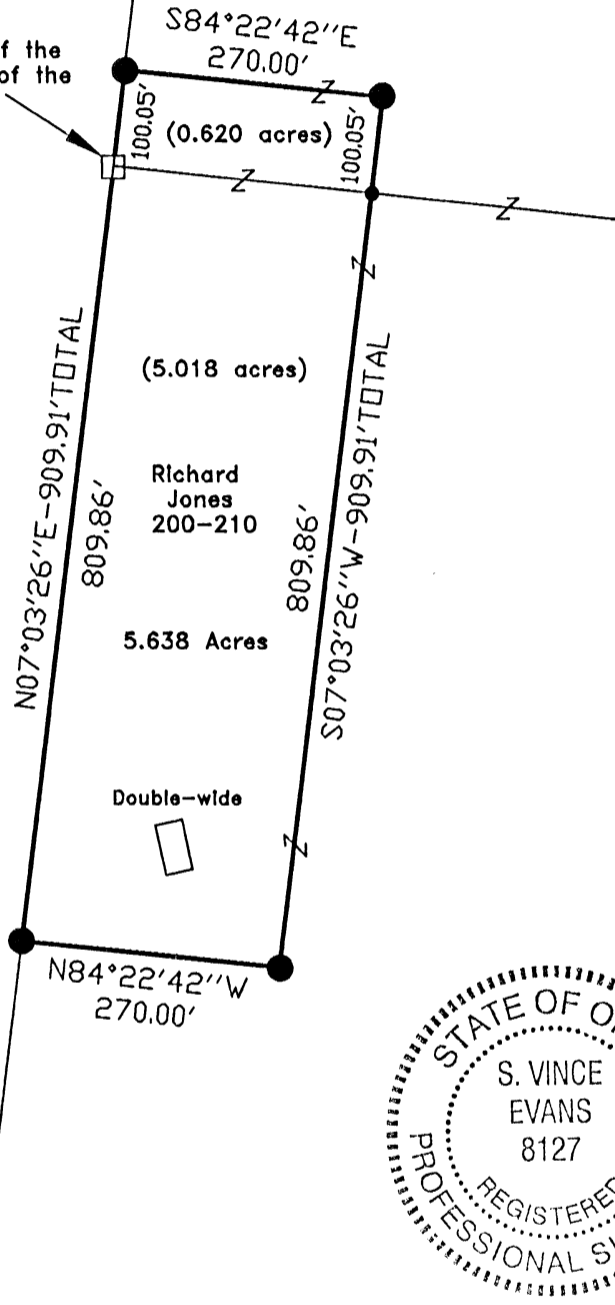 S84°22'42''E
270.00'
f the
of the
100.05'
(0.620 acres)
100.05'
Z
Z
Z
Z
(5.018 acres)
N07°03'26''E-909.91'TOTAL
809.86'
Richard
Jones
200-210
809.86'
S07°03'26''W-909.91'TOTAL
5.638 Acres
Double-wide
Z
N84°22'42''W
270.00'
STATE OF O
S. VINCE
EVANS
8127
REGISTERED
PROFESSIONAL SU